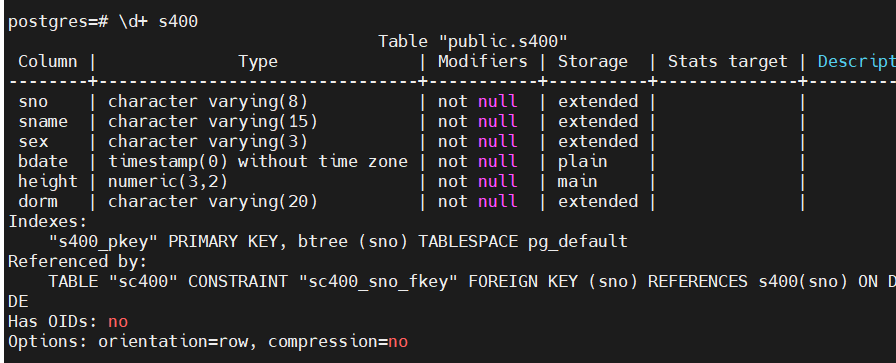 postgres=# \d+ s400
                                     Table "public.s400"
 Column |              Type              | Modifiers | Storage  | Stats target | Descript
--------+--------------------------------+-----------+----------+--------------+---------
 sno    | character varying(8)           | not null  | extended |              |
 sname  | character varying(15)          | not null  | extended |              |
 sex    | character varying(3)           | not null  | extended |              |
 bdate  | timestamp(0) without time zone | not null  | plain    |              |
 height | numeric(3,2)                   | not null  | main     |              |
 dorm   | character varying(20)          | not null  | extended |              |
Indexes:
    "s400_pkey" PRIMARY KEY, btree (sno) TABLESPACE pg_default
Referenced by:
    TABLE "sc400" CONSTRAINT "sc400_sno_fkey" FOREIGN KEY (sno) REFERENCES s400(sno) ON D
DE
Has OIDs: no
Options: orientation=row, compression=no